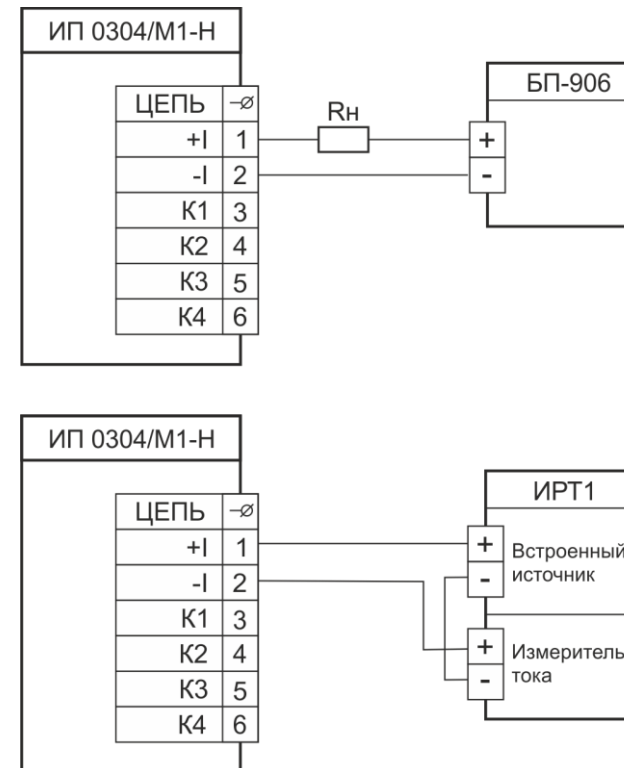 ИП 0304/М1-Н
ЦЕПЬ
+I 1
-I 2
К1 3
К2 4
К3 5
К4 6
Rн
БП-906
+
-
ИП 0304/М1-Н
ЦЕПЬ
+I 1
-I 2
К1 3
К2 4
К3 5
К4 6
ИРТ1
+
-
Встроенный
источник
+
-
Измеритель
тока